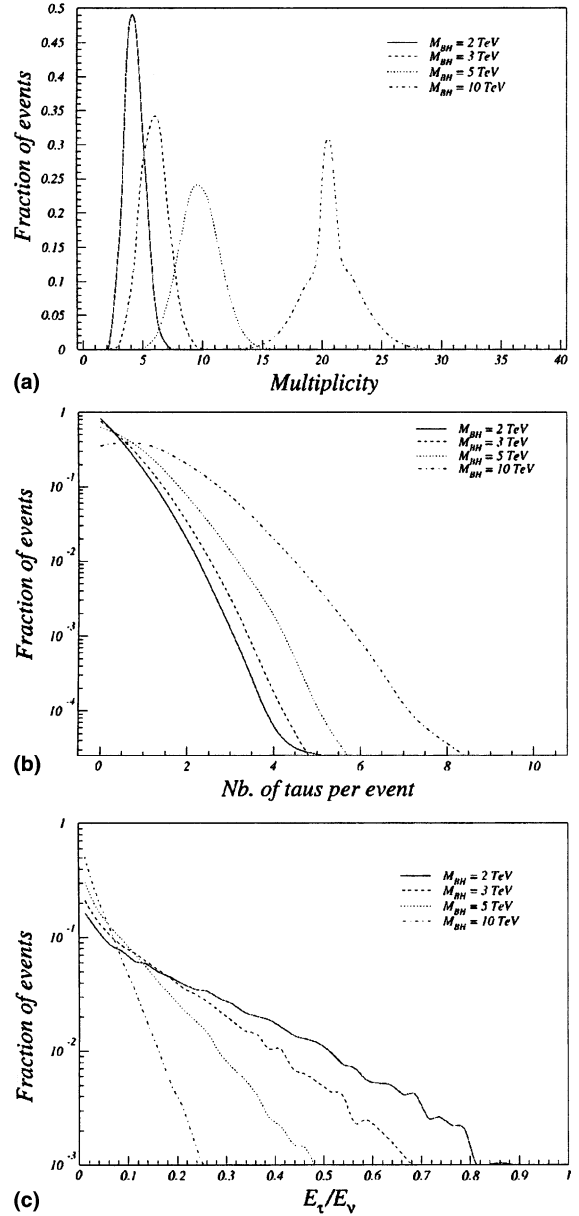 0.5
0.45
0.4
0.35
0.3
0.25
0.2
0.15
0.1
0.05
0
Fraction of events
M_BH = 2 TeV
M_BH = 3 TeV
M_BH = 5 TeV
M_BH = 10 TeV
0 5 10 15 20 25 30 35 40
(a) Multiplicity
1
10^-1
10^-2
10^-3
10^-4
Fraction of events
M_BH = 2 TeV
M_BH = 3 TeV
M_BH = 5 TeV
M_BH = 10 TeV
0 2 4 6 8 10
(b) Nb. of taus per event
1
10^-1
10^-2
10^-3
Fraction of events
M_BH = 2 TeV
M_BH = 3 TeV
M_BH = 5 TeV
M_BH = 10 TeV
0 0.1 0.2 0.3 0.4 0.5 0.6 0.7 0.8 0.9 1
(c) E_τ/E_ν